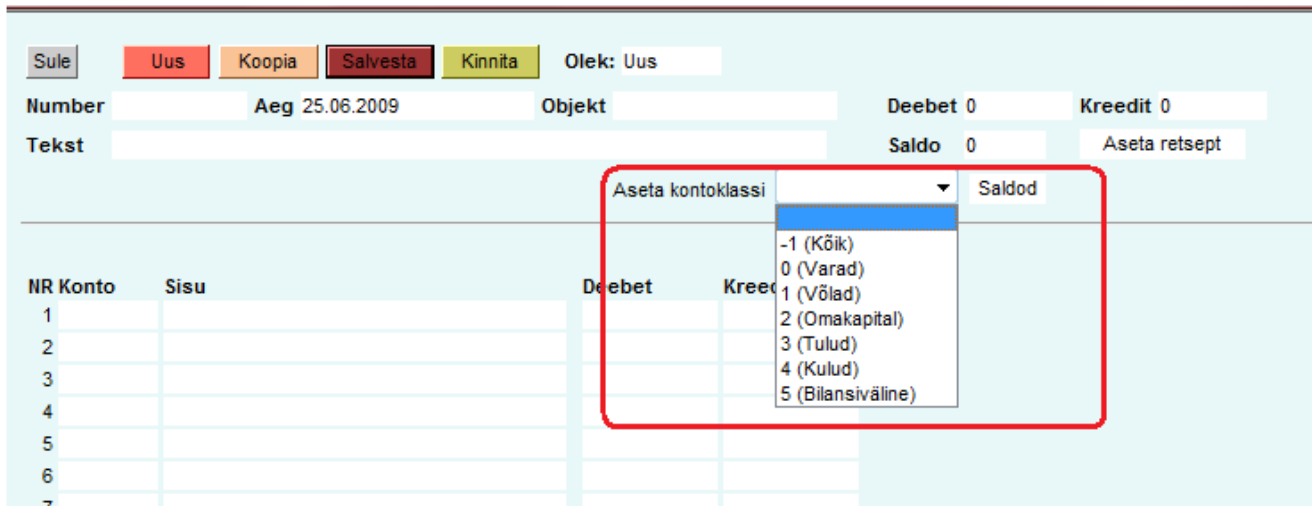 Sule Uus Koopia Salvesta Kinnita Olek: Uus
Number Aeg 25.06.2009 Objekt Deebet 0 Kreedit 0
Tekst Saldo 0 Aseta retsept
Aseta kontoklassi Saldod
-1 (Kõik)
0 (Varad)
1 (Võlad)
2 (Omakapital)
3 (Tulud)
4 (Kulud)
5 (Bilansiväline)
NR Konto Sisu Deebet Kreed
1
2
3
4
5
6
7